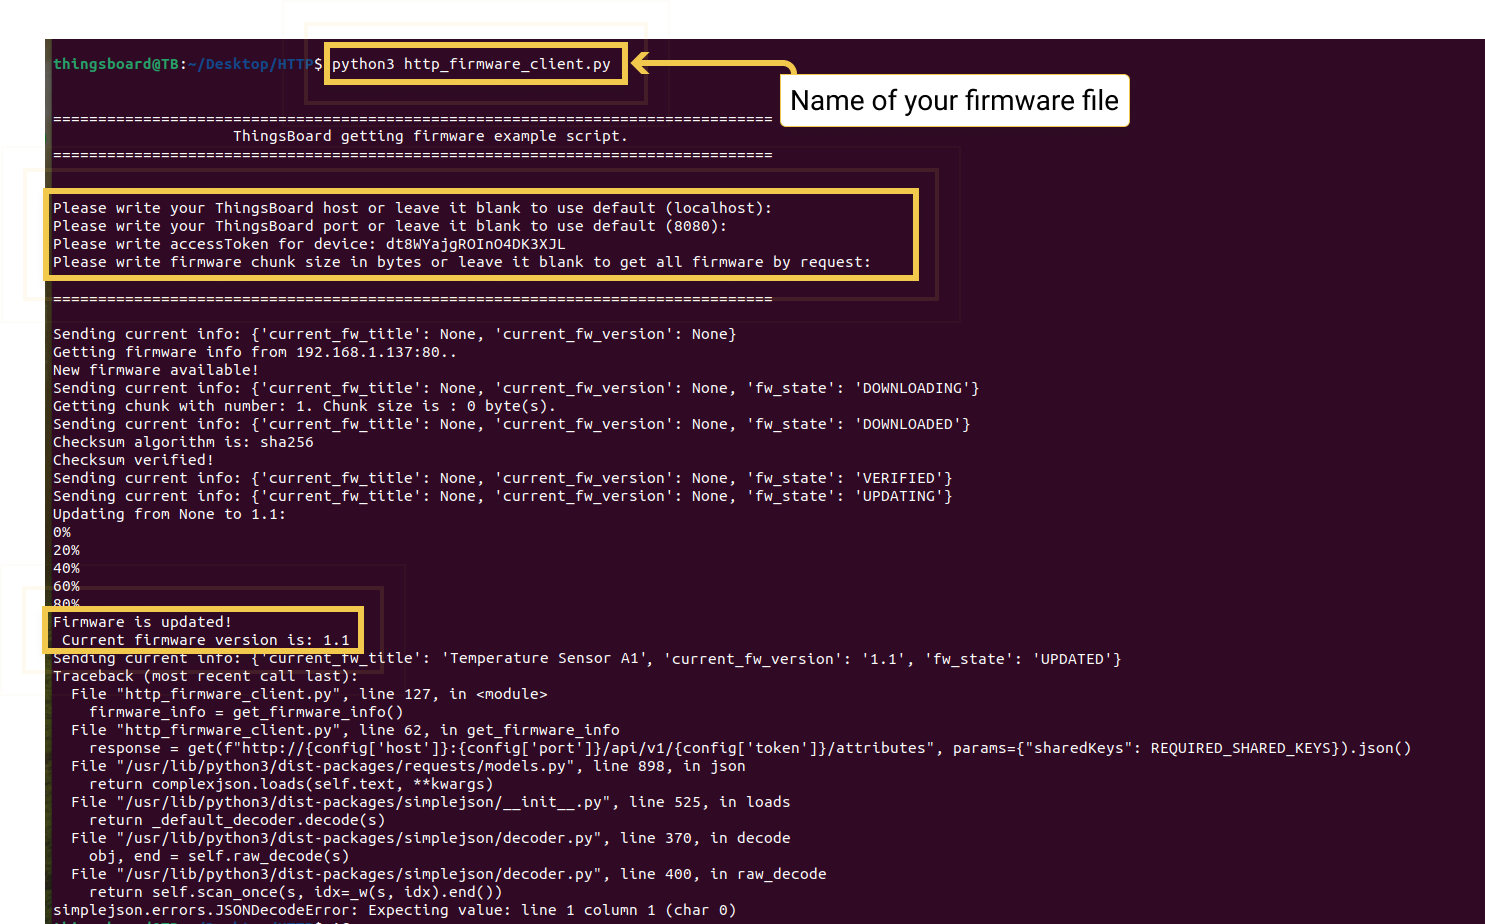 thingsboard@TB:~/Desktop/HTTP$ python3 http_firmware_client.py
Name of your firmware file
================================================================================
ThingsBoard getting firmware example script.
================================================================================
Please write your ThingsBoard host or leave it blank to use default (localhost):
Please write your ThingsBoard port or leave it blank to use default (8080):
Please write accessToken for device: dt8WYajgROInO4DK3XJL
Please write firmware chunk size in bytes or leave it blank to get all firmware by request:
================================================================================
Sending current info: {'current_fw_title': None, 'current_fw_version': None}
Getting firmware info from 192.168.1.137:80..
New firmware available!
Sending current info: {'current_fw_title': None, 'current_fw_version': None, 'fw_state': 'DOWNLOADING'}
Getting chunk with number: 1. Chunk size is : 0 byte(s).
Sending current info: {'current_fw_title': None, 'current_fw_version': None, 'fw_state': 'DOWNLOADED'}
Checksum algorithm is: sha256
Checksum verified!
Sending current info: {'current_fw_title': None, 'current_fw_version': None, 'fw_state': 'VERIFIED'}
Sending current info: {'current_fw_title': None, 'current_fw_version': None, 'fw_state': 'UPDATING'}
Updating from None to 1.1:
0%
20%
40%
60%
80%
Firmware is updated!
Current firmware version is: 1.1
Sending current info: {'current_fw_title': 'Temperature Sensor A1', 'current_fw_version': '1.1', 'fw_state': 'UPDATED'}
Traceback (most recent call last):
File "http_firmware_client.py", line 127, in <module>
firmware_info = get_firmware_info()
File "http_firmware_client.py", line 62, in get_firmware_info
response = get(f"http://{config['host']}:{config['port']}/api/v1/{config['token']}/attributes", params={"sharedKeys": REQUIRED_SHARED_KEYS}).json()
File "/usr/lib/python3/dist-packages/requests/models.py", line 898, in json
return complexjson.loads(self.text, **kwargs)
File "/usr/lib/python3/dist-packages/simplejson/__init__.py", line 525, in loads
return _default_decoder.decode(s)
File "/usr/lib/python3/dist-packages/simplejson/decoder.py", line 370, in decode
obj, end = self.raw_decode(s)
File "/usr/lib/python3/dist-packages/simplejson/decoder.py", line 400, in raw_decode
return self.scan_once(s, idx=_w(s, idx).end())
simplejson.errors.JSONDecodeError: Expecting value: line 1 column 1 (char 0)